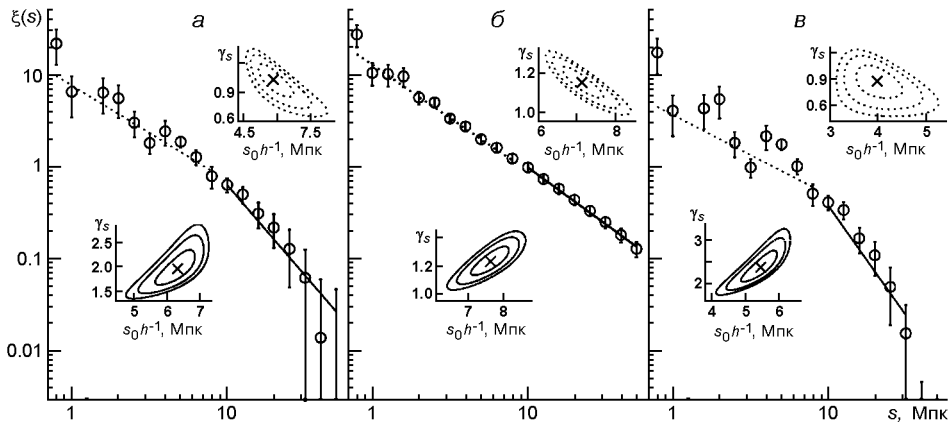 ξ(s) а б в
10
1
0.1
0.01
γs
0.9
0.6
4.5 7.5
s₀h⁻¹, Мпк
γs
1.2
1.0
6 8
s₀h⁻¹, Мпк
γs
0.9
0.6
3 4 5
s₀h⁻¹, Мпк
γs
2.5
2.0
1.5
5 6 7
s₀h⁻¹, Мпк
γs
1.2
1.0
7 8
s₀h⁻¹, Мпк
γs
3
2
4 5 6
s₀h⁻¹, Мпк
1 10 1 10 1 10 s, Мпк